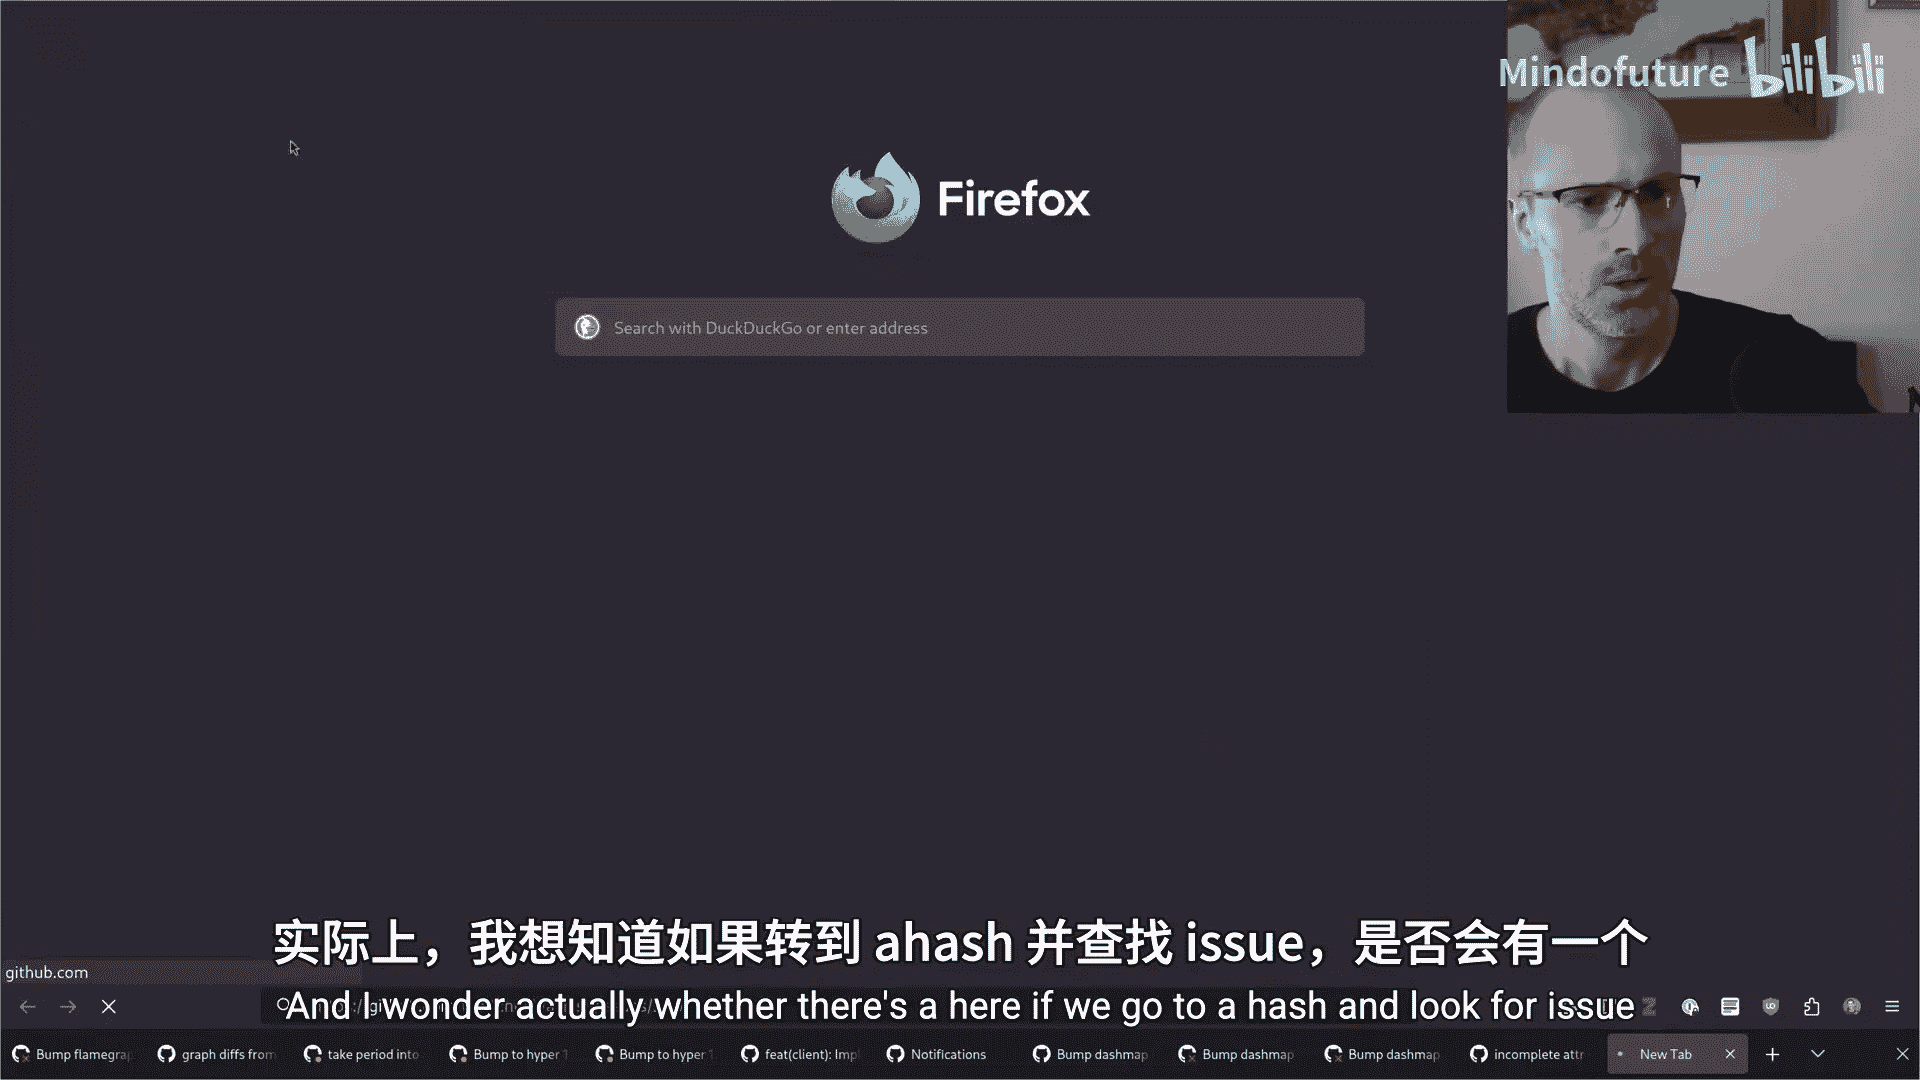 Mindofuture bilibili
Firefox
Search with DuckDuckGo or enter address
实际上，我想知道如果转到 ahash 并查找 issue，是否会有一个
github.com
And I wonder actually whether there's a here if we go to a hash and look for issue
Bump flamegra
graph diffs from
take period into
Bump to hyper 1
Bump to hyper 1
feat(client): Impl
Notifications
Bump dashmap
Bump dashmap
Bump dashmap
incomplete attr
New Tab